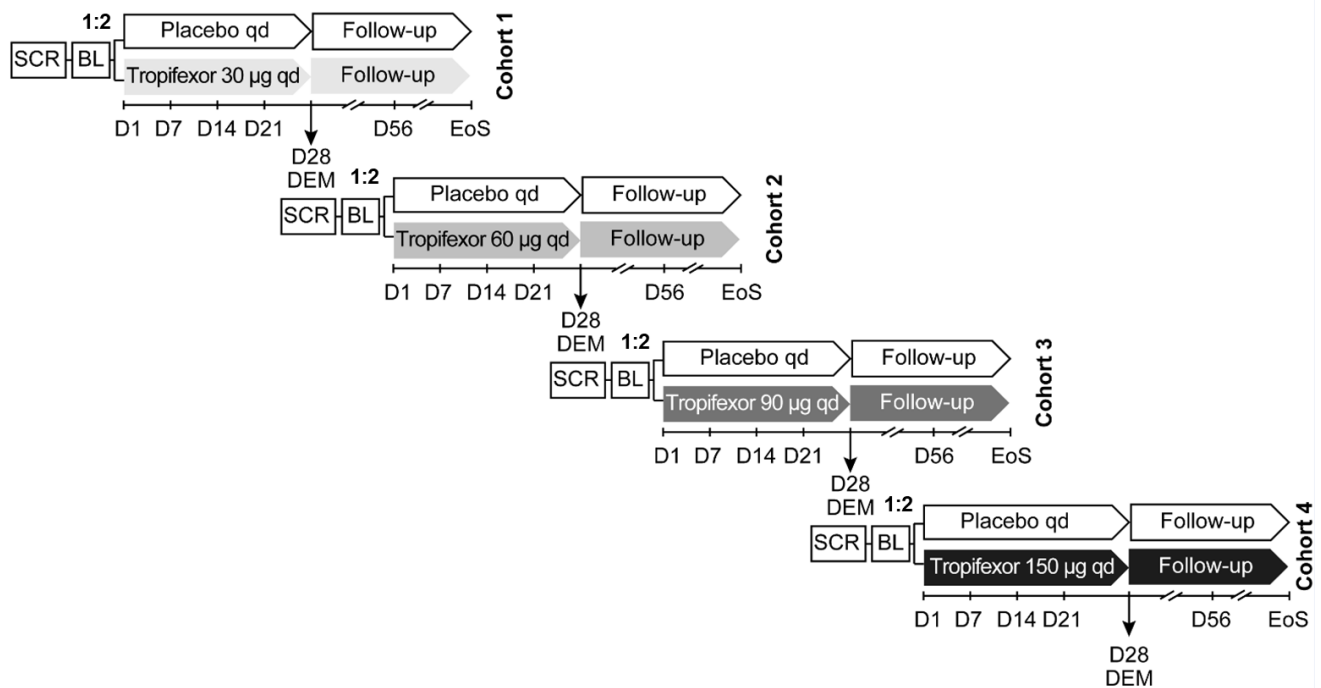 1:2
Placebo qd
Follow-up
Cohort 1
SCR
BL
Tropifexor 30 µg qd
Follow-up
D1 D7 D14 D21 D56 EoS
D28
DEM
1:2
Placebo qd
Follow-up
Cohort 2
SCR
BL
Tropifexor 60 µg qd
Follow-up
D1 D7 D14 D21 D56 EoS
D28
DEM
1:2
Placebo qd
Follow-up
Cohort 3
SCR
BL
Tropifexor 90 µg qd
Follow-up
D1 D7 D14 D21 D56 EoS
D28
DEM
1:2
Placebo qd
Follow-up
Cohort 4
SCR
BL
Tropifexor 150 µg qd
Follow-up
D1 D7 D14 D21 D56 EoS
D28
DEM